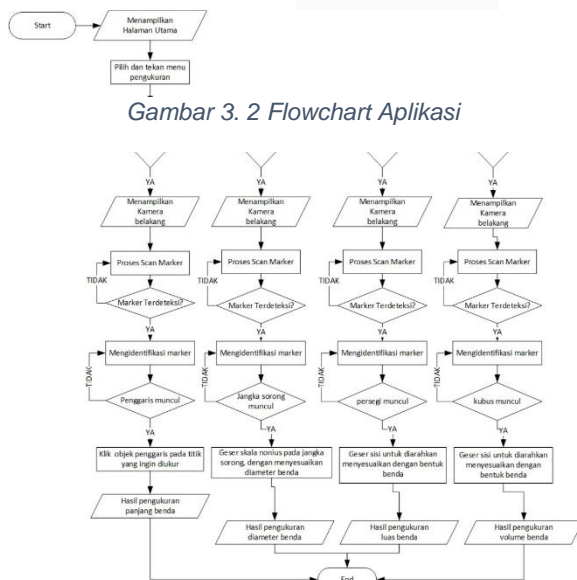 Start
Menampilkan
Halaman Utama
Pilih dan tekan menu
pengukuran
Gambar 3. 2 Flowchart Aplikasi
YA YA YA YA
Menampilkan
Kamera
belakang
Menampilkan
Kamera
belakang
Menampilkan
Kamera
belakang
Menampilkan
Kamera
belakang
Proses Scan Marker
Proses Scan Marker
Proses Scan Marker
Proses Scan Marker
TIDAK TIDAK TIDAK TIDAK
Marker Terdeteksi?
Marker Terdeteksi?
Marker Terdeteksi?
Marker Terdeteksi?
YA YA YA YA
Mengidentifikasi marker
Mengidentifikasi marker
Mengidentifikasi marker
Mengidentifikasi marker
TIDAK TIDAK TIDAK TIDAK
Penggaris muncul
Jangka sorong
muncul
persegi muncul
kubus muncul
YA YA YA YA
Klik objek penggaris pada titik
yang ingin diukur
Geser skala nonius pada jangka
sorong, dengan menyesuaikan
diameter benda
Geser sisi untuk diarahkan
menyesuaikan dengan bentuk
benda
Geser sisi untuk diarahkan
menyesuaikan dengan
bentuk benda
Hasil pengukuran
panjang benda
Hasil pengukuran
diameter benda
Hasil pengukuran
luas benda
Hasil pengukuran
volume benda
End